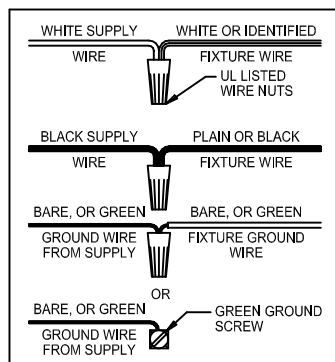 WHITE SUPPLY WHITE OR IDENTIFIED
WIRE FIXTURE WIRE
UL LISTED
WIRE NUTS
BLACK SUPPLY PLAIN OR BLACK
WIRE FIXTURE WIRE
BARE, OR GREEN BARE, OR GREEN
GROUND WIRE FIXTURE GROUND
FROM SUPPLY WIRE
OR
BARE, OR GREEN GREEN GROUND
SCREW
GROUND WIRE
FROM SUPPLY